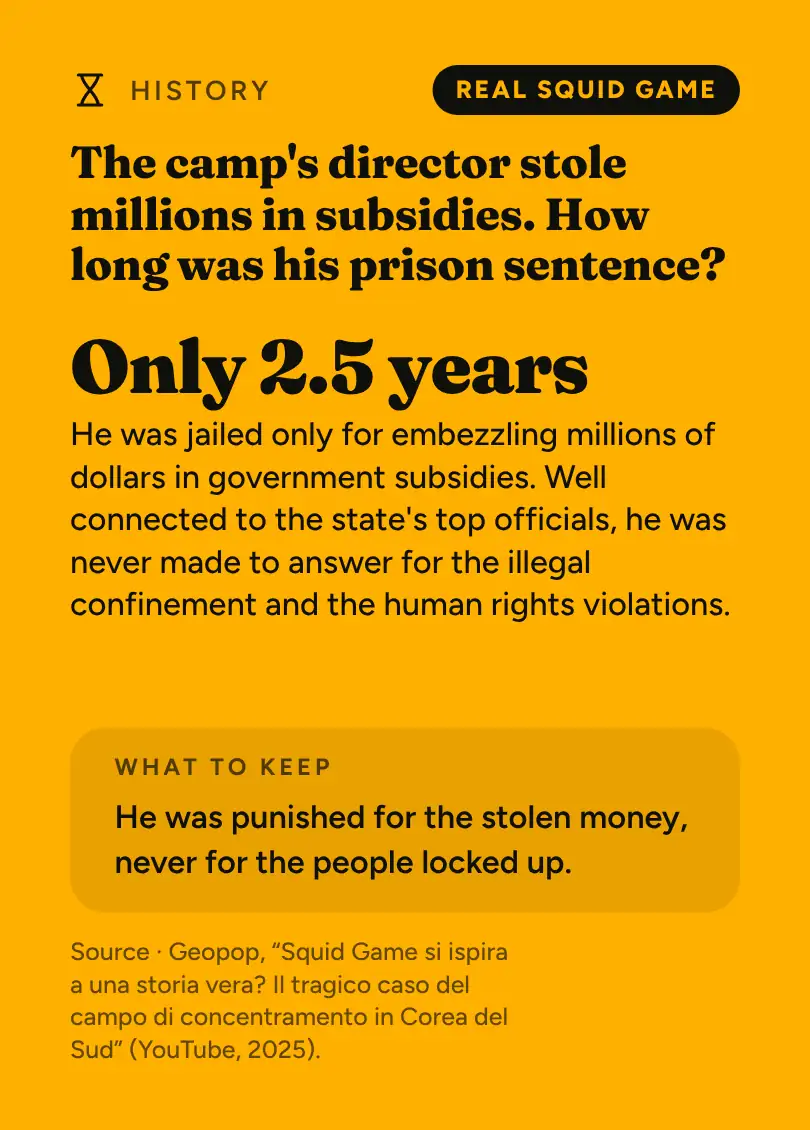 HISTORY
REAL SQUID GAME
The camp's director stole
millions in subsidies. How
long was his prison sentence?
Only 2.5 years
He was jailed only for embezzling millions of
dollars in government subsidies. Well
connected to the state's top officials, he was
never made to answer for the illegal
confinement and the human rights violations.
WHAT TO KEEP
He was punished for the stolen money,
never for the people locked up.
Source · Geopop, “Squid Game si ispira
a una storia vera? Il tragico caso del
campo di concentramento in Corea del
Sud” (YouTube, 2025).